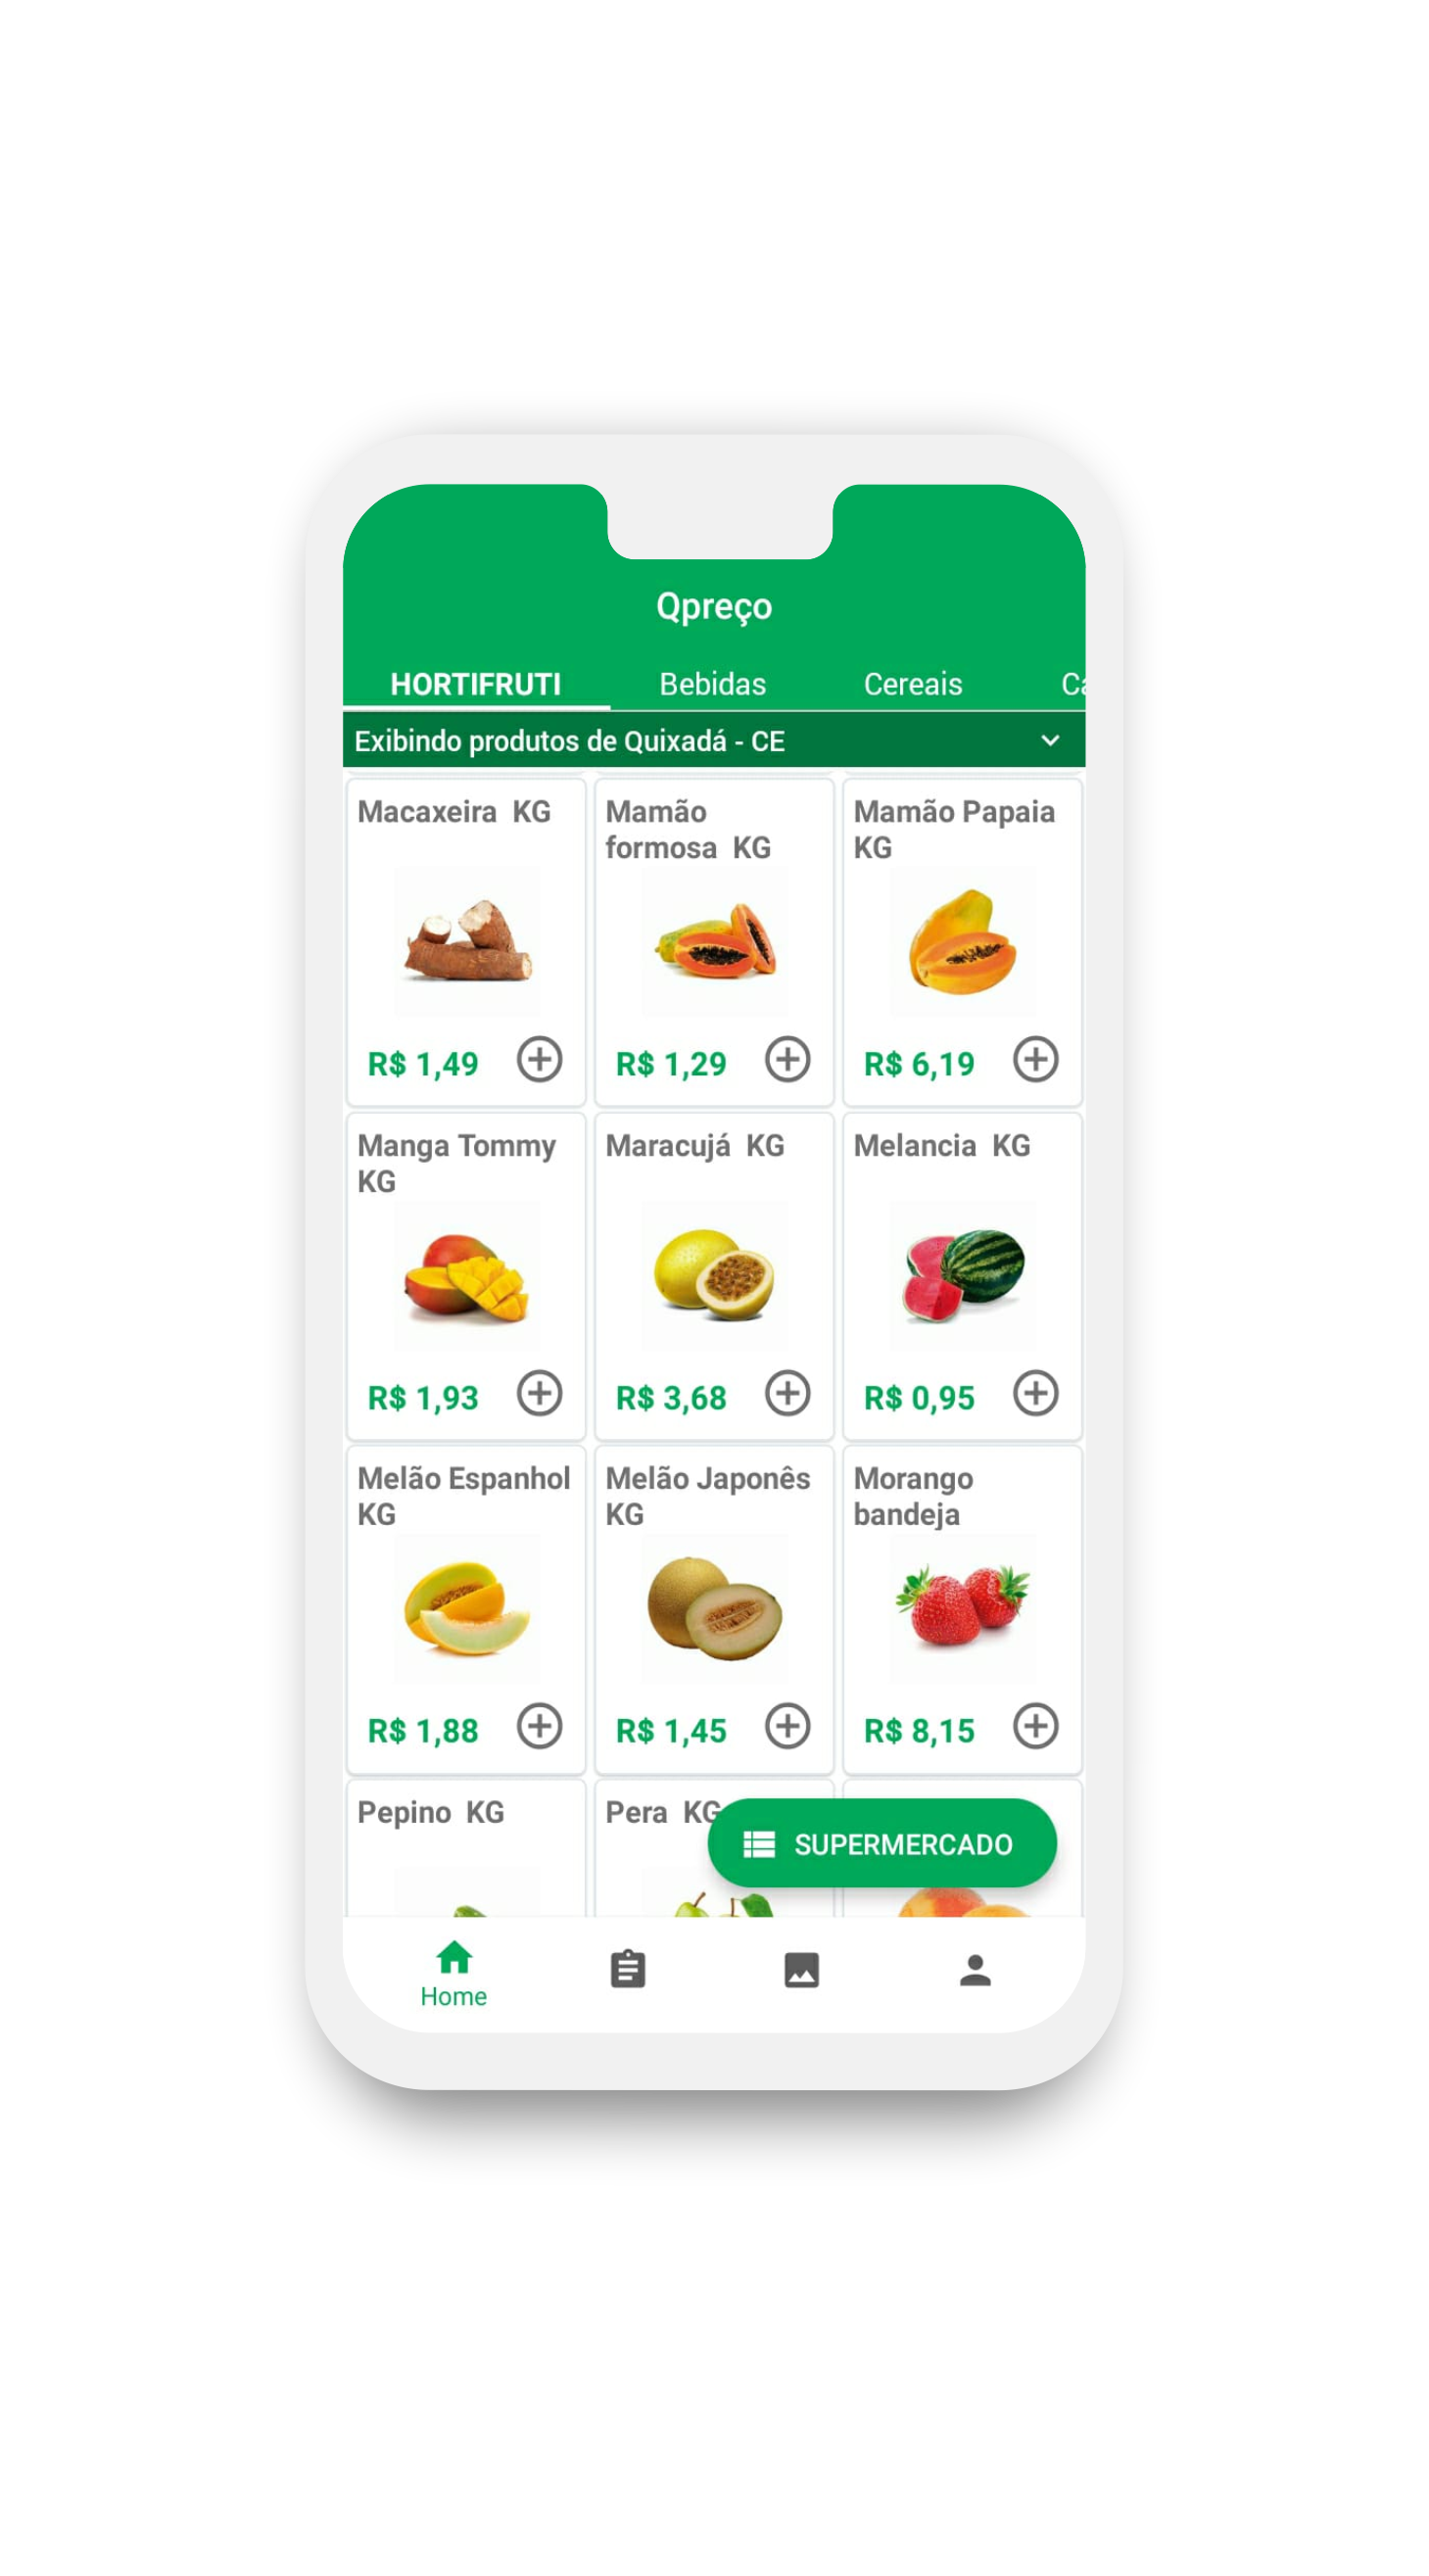 Qpreço
HORTIFRUTI Bebidas Cereais
Exibindo produtos de Quixadá - CE
Macaxeira KG
Mamão
formosa KG
Mamão Papaia
KG
R$ 1,49
R$ 1,29
R$ 6,19
Manga Tommy
KG
Maracujá KG
Melancia KG
R$ 1,93
R$ 3,68
R$ 0,95
Melão Espanhol
KG
Melão Japonês
KG
Morango
bandeja
R$ 1,88
R$ 1,45
R$ 8,15
Pepino KG
Pera KG
SUPERMERCADO
Home